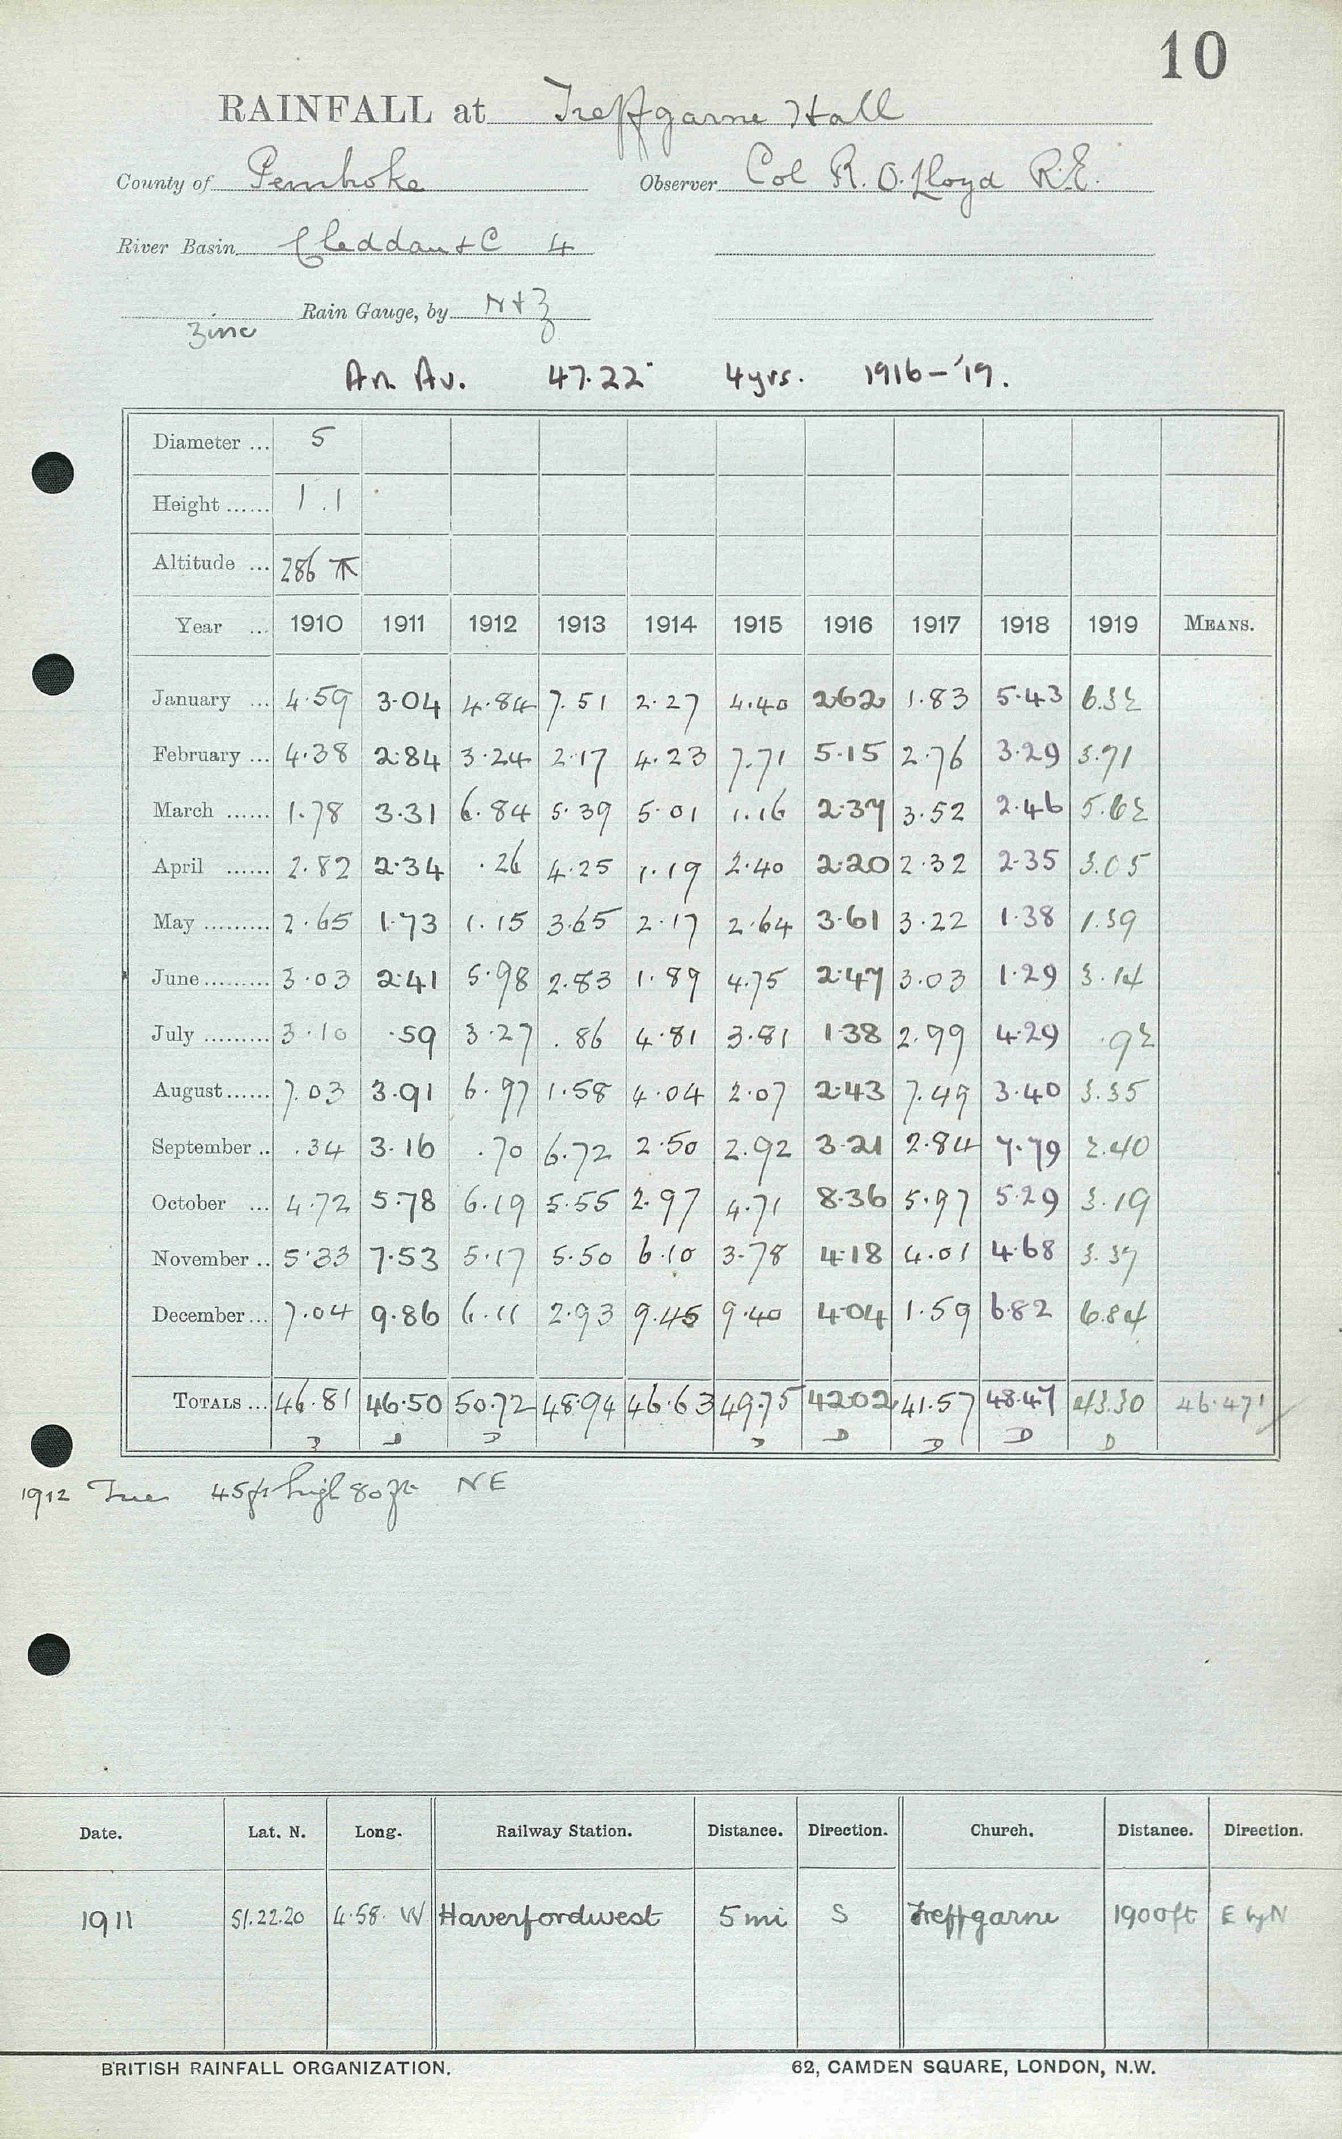 10
RAINFALL at Treffgarne Hall
County of Pembroke Observer Col R. O. Lloyd R.E.
River Basin Cleddau & C 4
Zinc Rain Gauge, by N & Z
An. Av. 47.22" 4 yrs. 1916–'19.
Diameter ... 5
Height ...... 1.1
Altitude ... 286
Year ... 1910 1911 1912 1913 1914 1915 1916 1917 1918 1919 MEANS.
January ... 4.59 3.04 4.84 7.51 2.27 4.40 2.62 1.83 5.43 6.32
February ... 4.38 2.84 3.24 2.17 4.23 7.71 5.15 2.76 3.29 3.71
March ...... 1.78 3.31 6.84 5.39 5.01 1.16 2.37 3.52 2.46 5.62
April ...... 2.82 2.34 .26 4.25 1.19 2.40 2.20 2.32 2.35 3.05
May ......... 2.65 1.73 1.15 3.65 2.17 2.64 3.61 3.22 1.38 1.39
June ......... 3.03 2.41 5.98 2.83 1.89 4.75 2.47 3.03 1.29 3.14
July ......... 3.10 .59 3.27 .86 4.81 3.81 1.38 2.99 4.29 .92
August ...... 7.03 3.91 6.97 1.58 4.04 2.07 2.43 7.49 3.40 3.35
September .. .34 3.16 .70 6.72 2.50 2.92 3.21 2.84 7.79 2.40
October ... 4.72 5.78 6.19 5.55 2.97 4.71 8.36 5.97 5.29 3.19
November .. 5.33 7.53 5.17 5.50 6.10 3.78 4.18 4.01 4.68 3.37
December ... 7.04 9.86 6.11 2.93 9.45 9.40 4.04 1.59 6.82 6.84
TOTALS ... 46.81 46.50 50.72 48.94 46.63 49.75 42.02 41.57 48.47 43.30 46.471
D D D D D D D D
1912 Tree 45ft high 80ft NE
Date. Lat. N. Long. Railway Station. Distance. Direction. Church. Distance. Direction.
1911 51.22.20 4.58. W Haverfordwest 5 mi S Treffgarne 1900ft E by N
BRITISH RAINFALL ORGANIZATION. 62, CAMDEN SQUARE, LONDON, N.W.